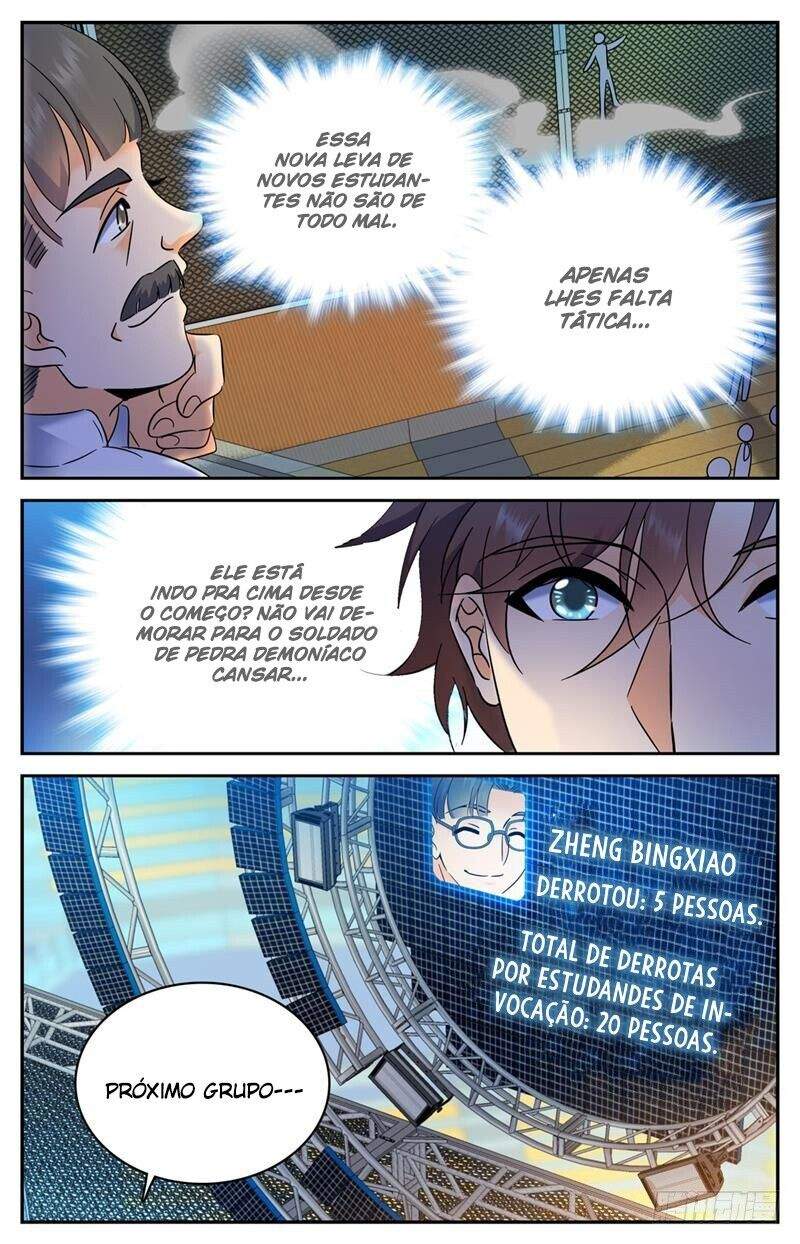 ESSA
NOVA LEVA DE
NOVOS ESTUDAN-
TES NÃO SÃO DE
TODO MAL.
APENAS
LHES FALTA
TÁTICA...
ELE ESTÁ
INDO PRA CIMA DESDE
O COMEÇO? NÃO VAI DE-
MORAR PARA O SOLDADO
DE PEDRA DEMONÍACO
CANSAR...
ZHENG BINGXIAO
DERROTOU: 5 PESSOAS.
TOTAL DE DERROTAS
POR ESTUDANDES DE IN-
VOCAÇÃO: 20 PESSOAS.
PRÓXIMO GRUPO---